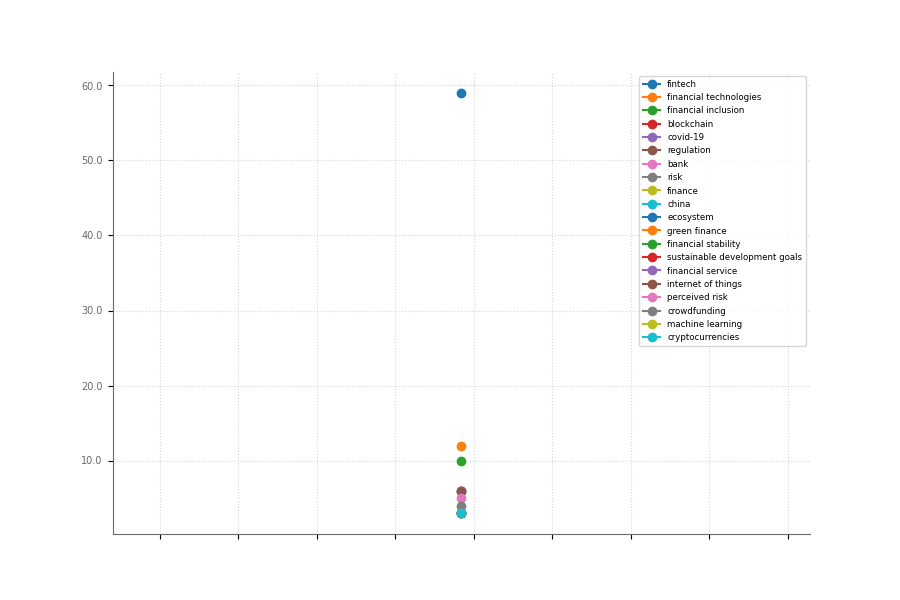 60.0
50.0
40.0
30.0
20.0
10.0
fintech
financial technologies
financial inclusion
blockchain
covid-19
regulation
bank
risk
finance
china
ecosystem
green finance
financial stability
sustainable development goals
financial service
internet of things
perceived risk
crowdfunding
machine learning
cryptocurrencies